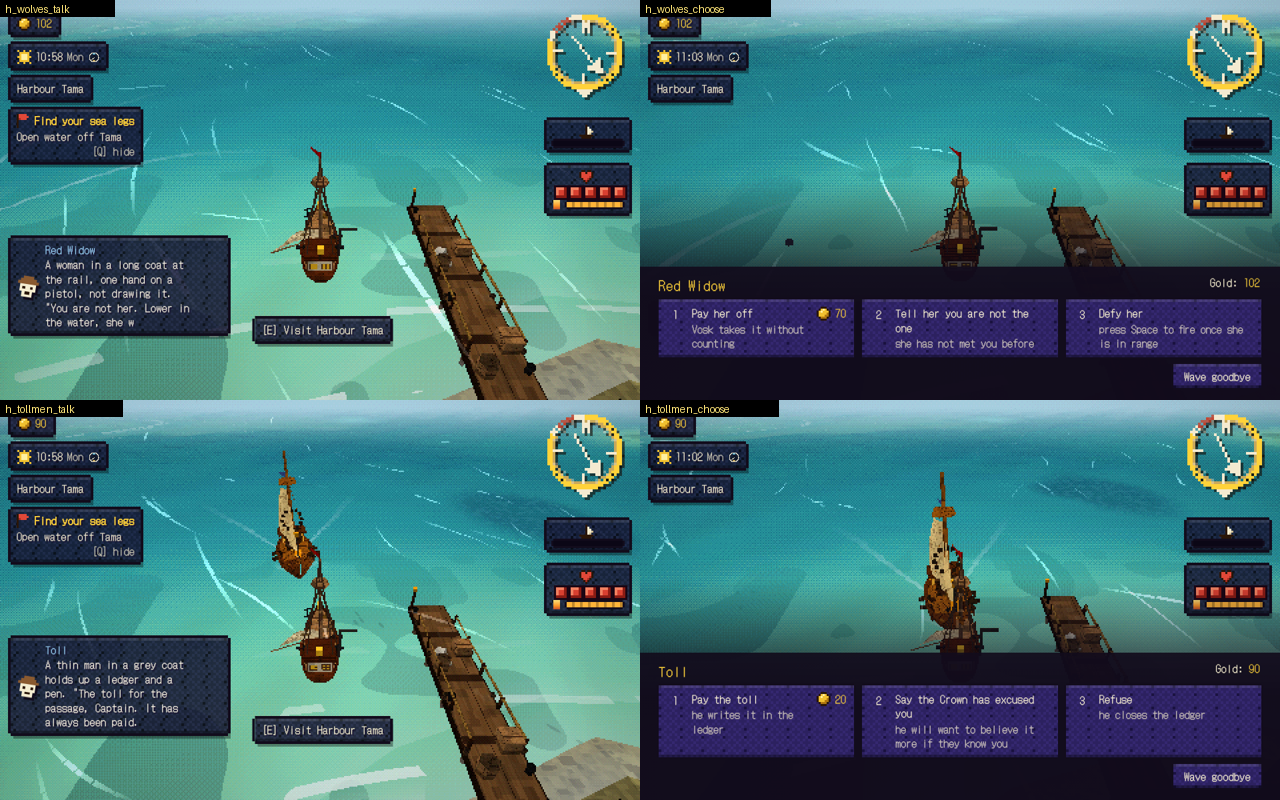 h_wolves_talk
102
10:58 Mon
Harbour Tama
Find your sea legs
Open water off Tama
[Q] hide
Red Widow
A woman in a long coat at
the rail, one hand on a
pistol, not drawing it.
"You are not her. Lower in
the water, she w
[E] Visit Harbour Tama
h_wolves_choose
102
11:03 Mon
Harbour Tama
Red Widow
Gold: 102
1 Pay her off 70
Vosk takes it without
counting
2 Tell her you are not the
one
she has not met you before
3 Defy her
press Space to fire once she
is in range
Wave goodbye
h_tollmen_talk
90
10:58 Mon
Harbour Tama
Find your sea legs
Open water off Tama
[Q] hide
Toll
A thin man in a grey coat
holds up a ledger and a
pen. "The toll for the
passage, Captain. It has
always been paid.
[E] Visit Harbour Tama
h_tollmen_choose
90
11:02 Mon
Harbour Tama
Toll
Gold: 90
1 Pay the toll 20
he writes it in the
ledger
2 Say the Crown has excused
you
he will want to believe it
more if they know you
3 Refuse
he closes the ledger
Wave goodbye